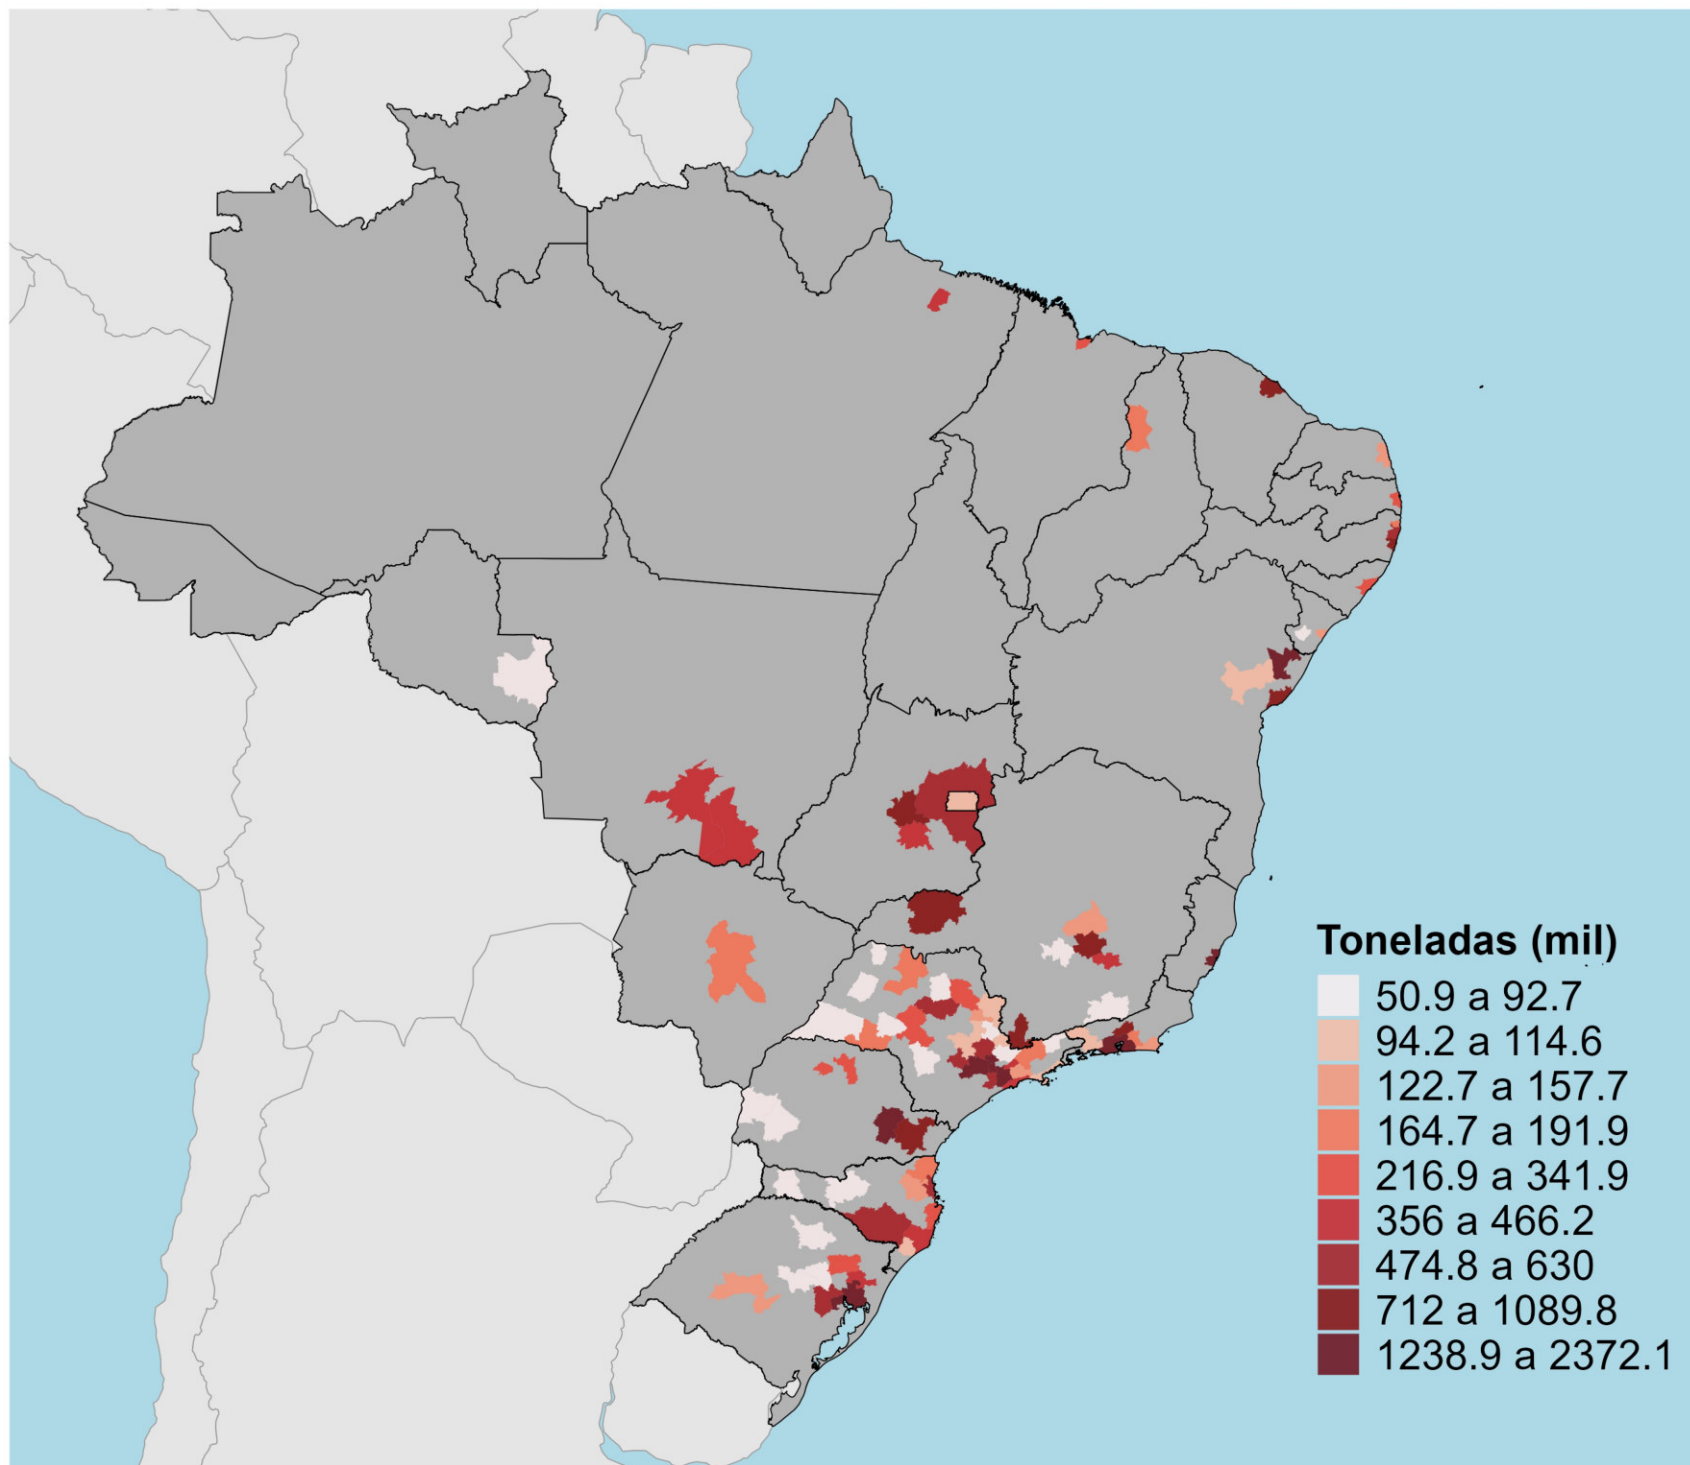 Toneladas (mil)
50.9 a 92.7
94.2 a 114.6
122.7 a 157.7
164.7 a 191.9
216.9 a 341.9
356 a 466.2
474.8 a 630
712 a 1089.8
1238.9 a 2372.1